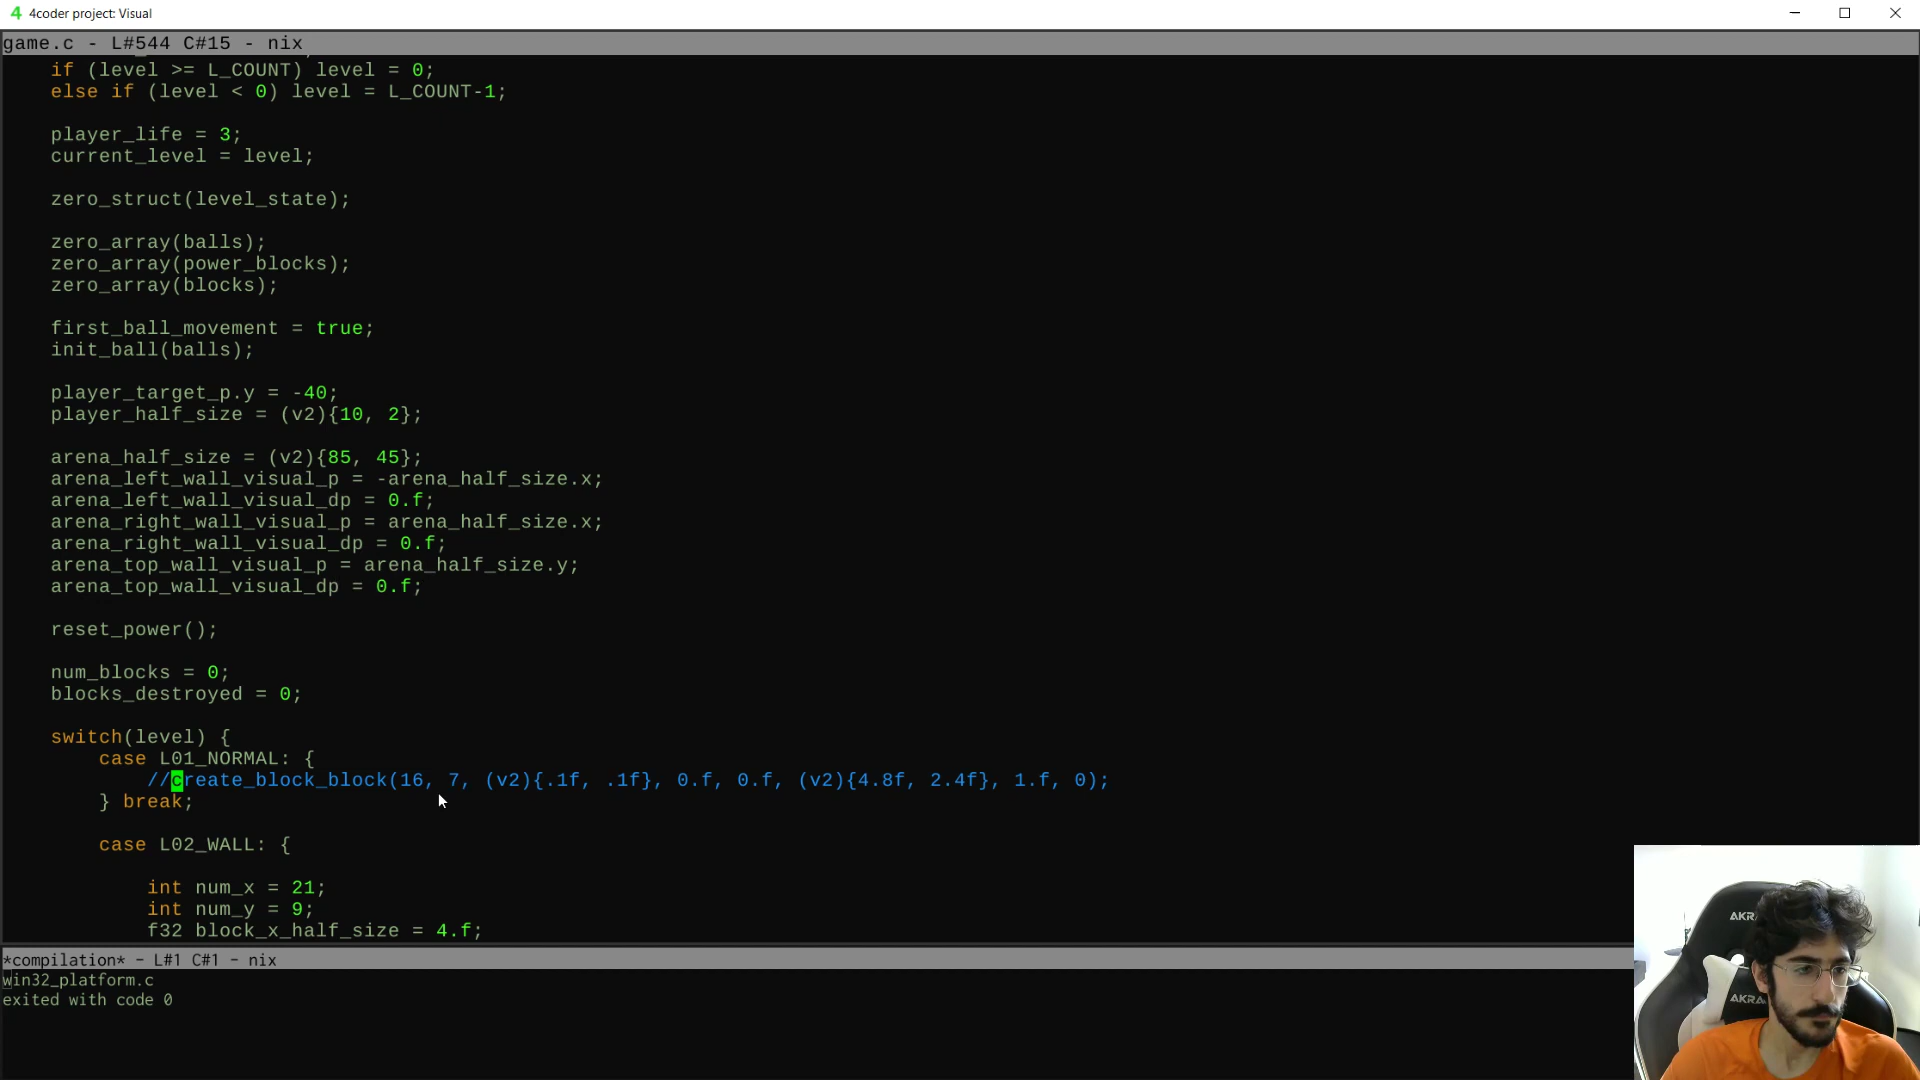 4 4coder project: Visual
game.c - L#544 C#15 - nix
if (level >= L_COUNT) level = 0;
else if (level < 0) level = L_COUNT-1;
player_life = 3;
current_level = level;
zero_struct(level_state);
zero_array(balls);
zero_array(power_blocks);
zero_array(blocks);
first_ball_movement = true;
init_ball(balls);
player_target_p.y = -40;
player_half_size = (v2){10, 2};
arena_half_size = (v2){85, 45};
arena_left_wall_visual_p = -arena_half_size.x;
arena_left_wall_visual_dp = 0.f;
arena_right_wall_visual_p = arena_half_size.x;
arena_right_wall_visual_dp = 0.f;
arena_top_wall_visual_p = arena_half_size.y;
arena_top_wall_visual_dp = 0.f;
reset_power();
num_blocks = 0;
blocks_destroyed = 0;
switch(level) {
case L01_NORMAL: {
//create_block_block(16, 7, (v2){.1f, .1f}, 0.f, 0.f, (v2){4.8f, 2.4f}, 1.f, 0);
} break;
case L02_WALL: {
int num_x = 21;
int num_y = 9;
f32 block_x_half_size = 4.f;
*compilation* - L#1 C#1 - nix
win32_platform.c
exited with code 0